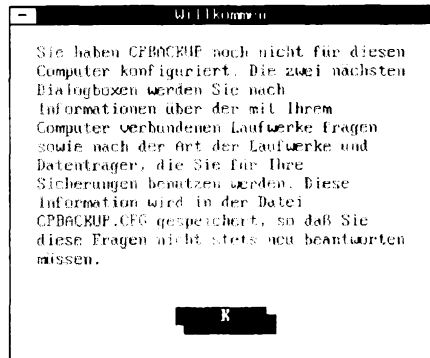 Willkommen
Sie haben CPBACKUP noch nicht für diesen
Computer konfiguriert. Die zwei nächsten
Dialogboxen werden Sie nach
Informationen über der mit Ihrem
Computer verbundenen Laufwerke fragen
sowie nach der Art der Laufwerke und
Datenträger, die Sie für Ihre
Sicherungen benutzen werden. Diese
Information wird in der Datei
CPBACKUP.CFG gespeichert, so daß Sie
diese Fragen nicht stets neu beantworten
müssen.
K